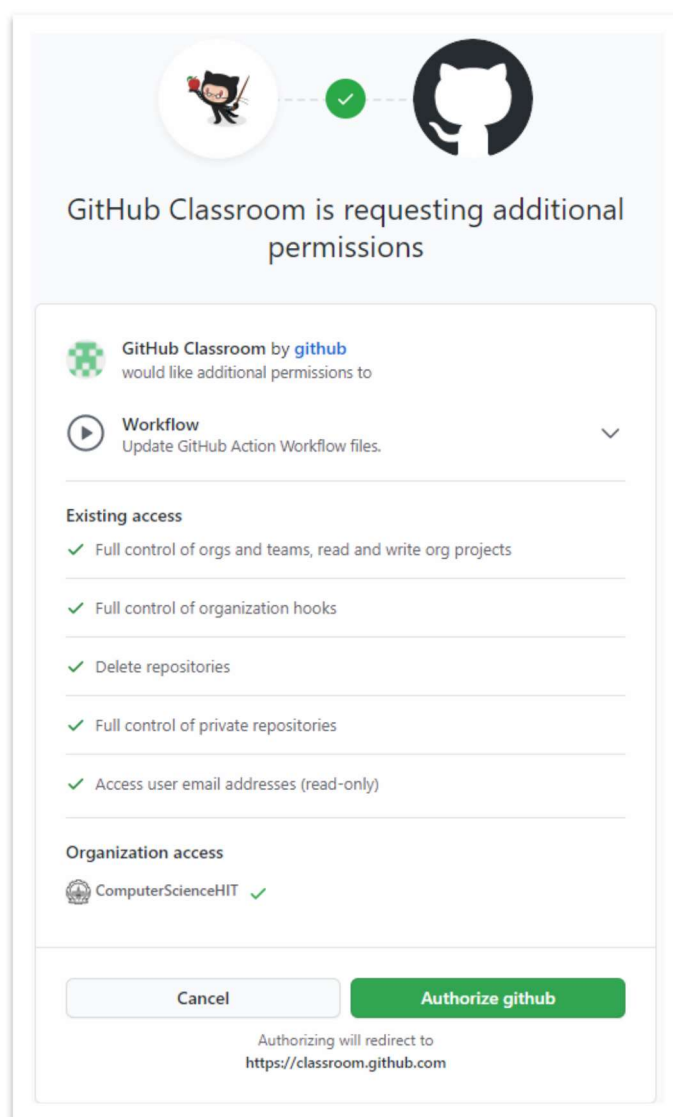 GitHub Classroom is requesting additional
permissions
GitHub Classroom by github
would like additional permissions to
Workflow
Update GitHub Action Workflow files.
Existing access
Full control of orgs and teams, read and write org projects
Full control of organization hooks
Delete repositories
Full control of private repositories
Access user email addresses (read-only)
Organization access
ComputerScienceHIT
Cancel
Authorize github
Authorizing will redirect to
https://classroom.github.com